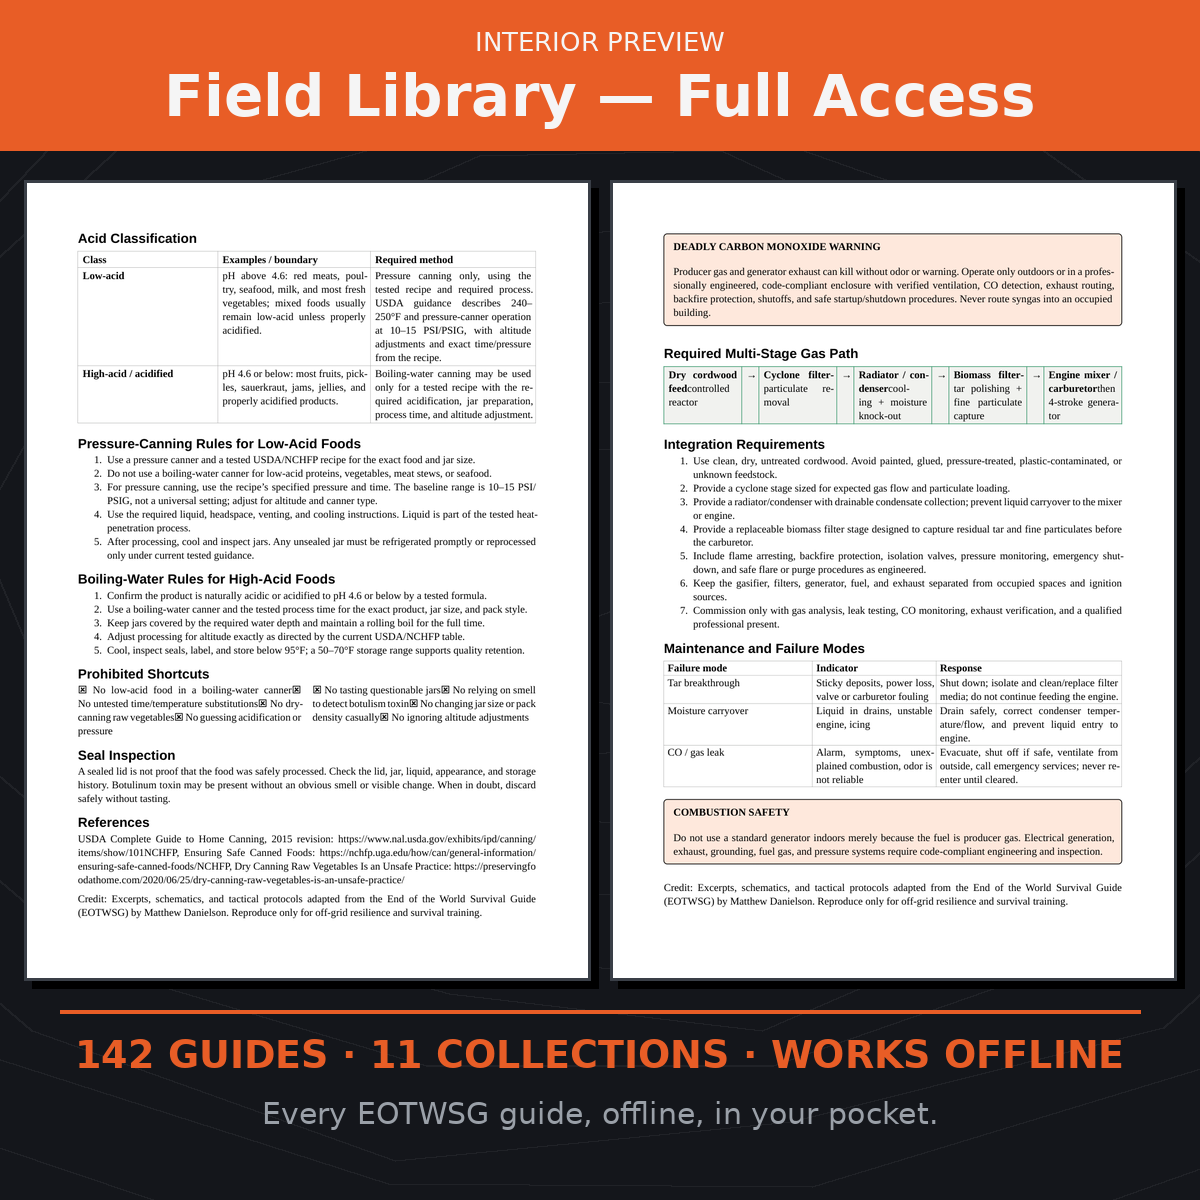 INTERIOR PREVIEW
Field Library — Full Access
Acid Classification
Class Examples / boundary Required method
Low-acid
pH above 4.6: red meats, poul-
try, seafood, milk, and most fresh
vegetables; mixed foods usually
remain low-acid unless properly
acidified.
Pressure canning only, using the
tested recipe and required process.
USDA guidance describes 240–
250°F and pressure-canner operation
at 10–15 PSI/PSIG, with altitude
adjustments and exact time/pressure
from the recipe.
High-acid / acidified
pH 4.6 or below: most fruits, pick-
les, sauerkraut, jams, jellies, and
properly acidified products.
Boiling-water canning may be used
only for a tested recipe with the re-
quired acidification, jar preparation,
process time, and altitude adjustment.
Pressure-Canning Rules for Low-Acid Foods
1. Use a pressure canner and a tested USDA/NCHFP recipe for the exact food and jar size.
2. Do not use a boiling-water canner for low-acid proteins, vegetables, meat stews, or seafood.
3. For pressure canning, use the recipe's specified pressure and time. The baseline range is 10–15 PSI/
PSIG, not a universal setting; adjust for altitude and canner type.
4. Use the required liquid, headspace, venting, and cooling instructions. Liquid is part of the tested heat-
penetration process.
5. After processing, cool and inspect jars. Any unsealed jar must be refrigerated promptly or reprocessed
only under current tested guidance.
Boiling-Water Rules for High-Acid Foods
1. Confirm the product is naturally acidic or acidified to pH 4.6 or below by a tested formula.
2. Use a boiling-water canner and the tested process time for the exact product, jar size, and pack style.
3. Keep jars covered by the required water depth and maintain a rolling boil for the full time.
4. Adjust processing for altitude exactly as directed by the current USDA/NCHFP table.
5. Cool, inspect seals, label, and store below 95°F; a 50–70°F storage range supports quality retention.
Prohibited Shortcuts
☒ No low-acid food in a boiling-water canner☒
No untested time/temperature substitutions☒ No dry-
canning raw vegetables☒ No guessing acidification or
pressure
☒ No tasting questionable jars☒ No relying on smell
to detect botulism toxin☒ No changing jar size or pack
density casually☒ No ignoring altitude adjustments
Seal Inspection
A sealed lid is not proof that the food was safely processed. Check the lid, jar, liquid, appearance, and storage
history. Botulinum toxin may be present without an obvious smell or visible change. When in doubt, discard
safely without tasting.
References
USDA Complete Guide to Home Canning, 2015 revision: https://www.nal.usda.gov/exhibits/ipd/canning/
items/show/101NCHFP, Ensuring Safe Canned Foods: https://nchfp.uga.edu/how/can/general-information/
ensuring-safe-canned-foods/NCHFP, Dry Canning Raw Vegetables Is an Unsafe Practice: https://preservingfo
odathome.com/2020/06/25/dry-canning-raw-vegetables-is-an-unsafe-practice/
Credit: Excerpts, schematics, and tactical protocols adapted from the End of the World Survival Guide
(EOTWSG) by Matthew Danielson. Reproduce only for off-grid resilience and survival training.
DEADLY CARBON MONOXIDE WARNING
Producer gas and generator exhaust can kill without odor or warning. Operate only outdoors or in a profes-
sionally engineered, code-compliant enclosure with verified ventilation, CO detection, exhaust routing,
backfire protection, shutoffs, and safe startup/shutdown procedures. Never route syngas into an occupied
building.
Required Multi-Stage Gas Path
Dry cordwood
feedcontrolled
reactor
→
Cyclone filter-
particulate re-
moval
→
Radiator / con-
densercool-
ing + moisture
knock-out
→
Biomass filter-
tar polishing +
fine particulate
capture
→
Engine mixer /
carburetorthen
4-stroke genera-
tor
Integration Requirements
1. Use clean, dry, untreated cordwood. Avoid painted, glued, pressure-treated, plastic-contaminated, or
unknown feedstock.
2. Provide a cyclone stage sized for expected gas flow and particulate loading.
3. Provide a radiator/condenser with drainable condensate collection; prevent liquid carryover to the mixer
or engine.
4. Provide a replaceable biomass filter stage designed to capture residual tar and fine particulates before
the carburetor.
5. Include flame arresting, backfire protection, isolation valves, pressure monitoring, emergency shut-
down, and safe flare or purge procedures as engineered.
6. Keep the gasifier, filters, generator, fuel, and exhaust separated from occupied spaces and ignition
sources.
7. Commission only with gas analysis, leak testing, CO monitoring, exhaust verification, and a qualified
professional present.
Maintenance and Failure Modes
Failure mode Indicator Response
Tar breakthrough
Sticky deposits, power loss,
valve or carburetor fouling
Shut down; isolate and clean/replace filter
media; do not continue feeding the engine.
Moisture carryover
Liquid in drains, unstable
engine, icing
Drain safely, correct condenser temper-
ature/flow, and prevent liquid entry to
engine.
CO / gas leak
Alarm, symptoms, unex-
plained combustion, odor is
not reliable
Evacuate, shut off if safe, ventilate from
outside, call emergency services; never re-
enter until cleared.
COMBUSTION SAFETY
Do not use a standard generator indoors merely because the fuel is producer gas. Electrical generation,
exhaust, grounding, fuel gas, and pressure systems require code-compliant engineering and inspection.
Credit: Excerpts, schematics, and tactical protocols adapted from the End of the World Survival Guide
(EOTWSG) by Matthew Danielson. Reproduce only for off-grid resilience and survival training.
142 GUIDES · 11 COLLECTIONS · WORKS OFFLINE
Every EOTWSG guide, offline, in your pocket.